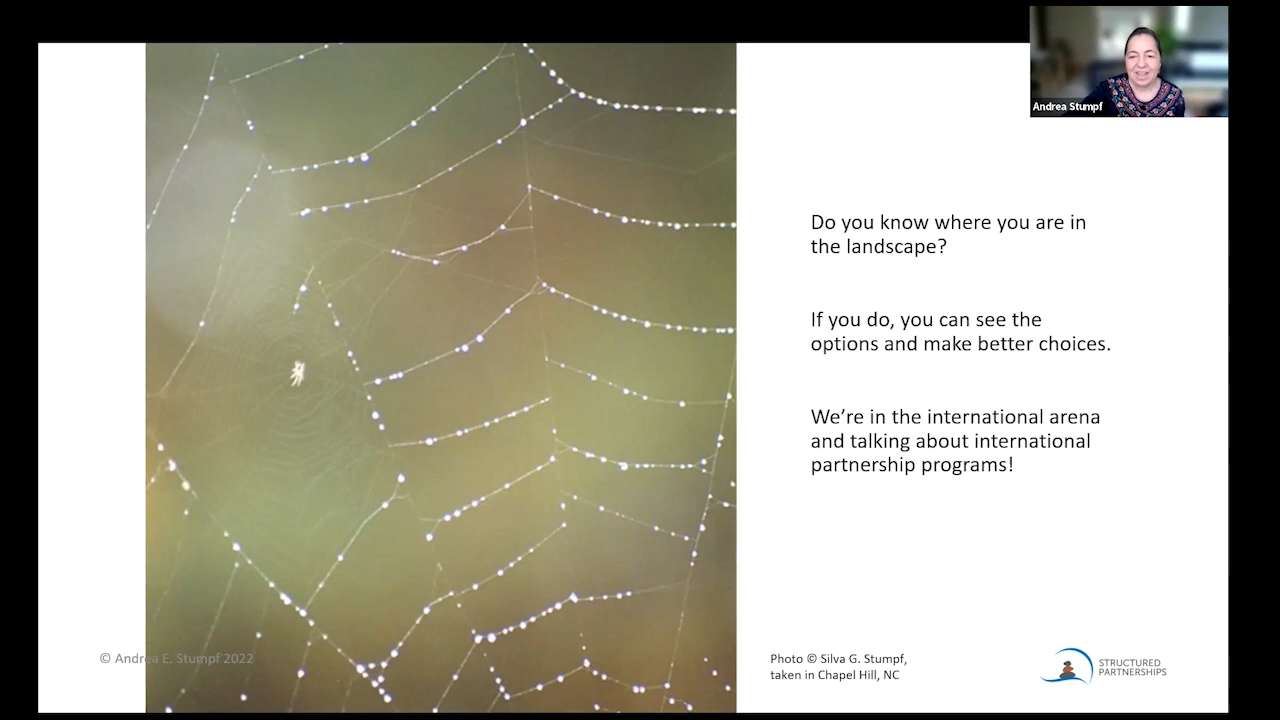 Andrea Stumpf
Do you know where you are in
the landscape?
If you do, you can see the
options and make better choices.
We’re in the international arena
and talking about international
partnership programs!
© Andrea E. Stumpf 2022
Photo © Silva G. Stumpf,
taken in Chapel Hill, NC
STRUCTURED
PARTNERSHIPS